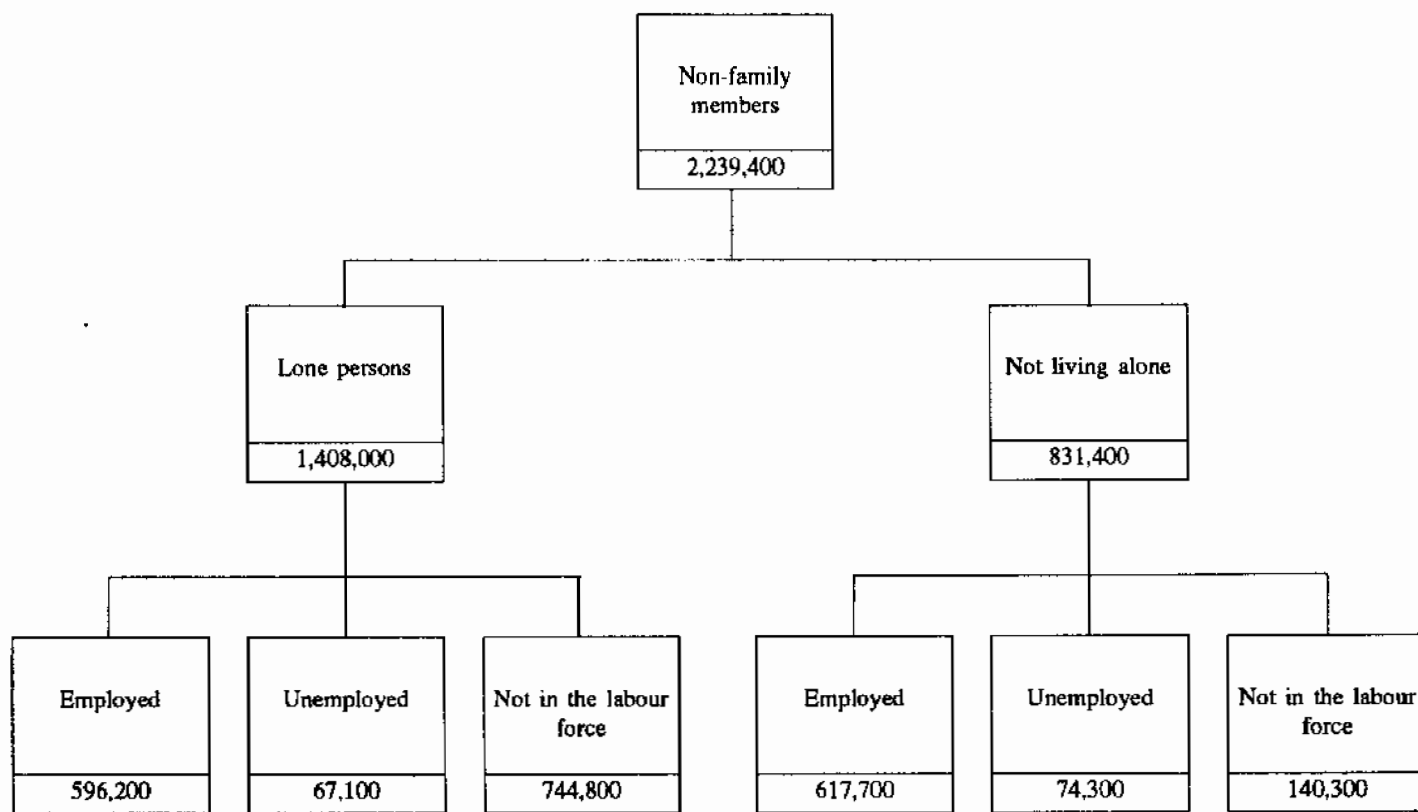 Non-family
members
2,239,400
Lone persons
1,408,000
Not living alone
831,400
Employed
596,200
Unemployed
67,100
Not in the labour
force
744,800
Employed
617,700
Unemployed
74,300
Not in the labour
force
140,300